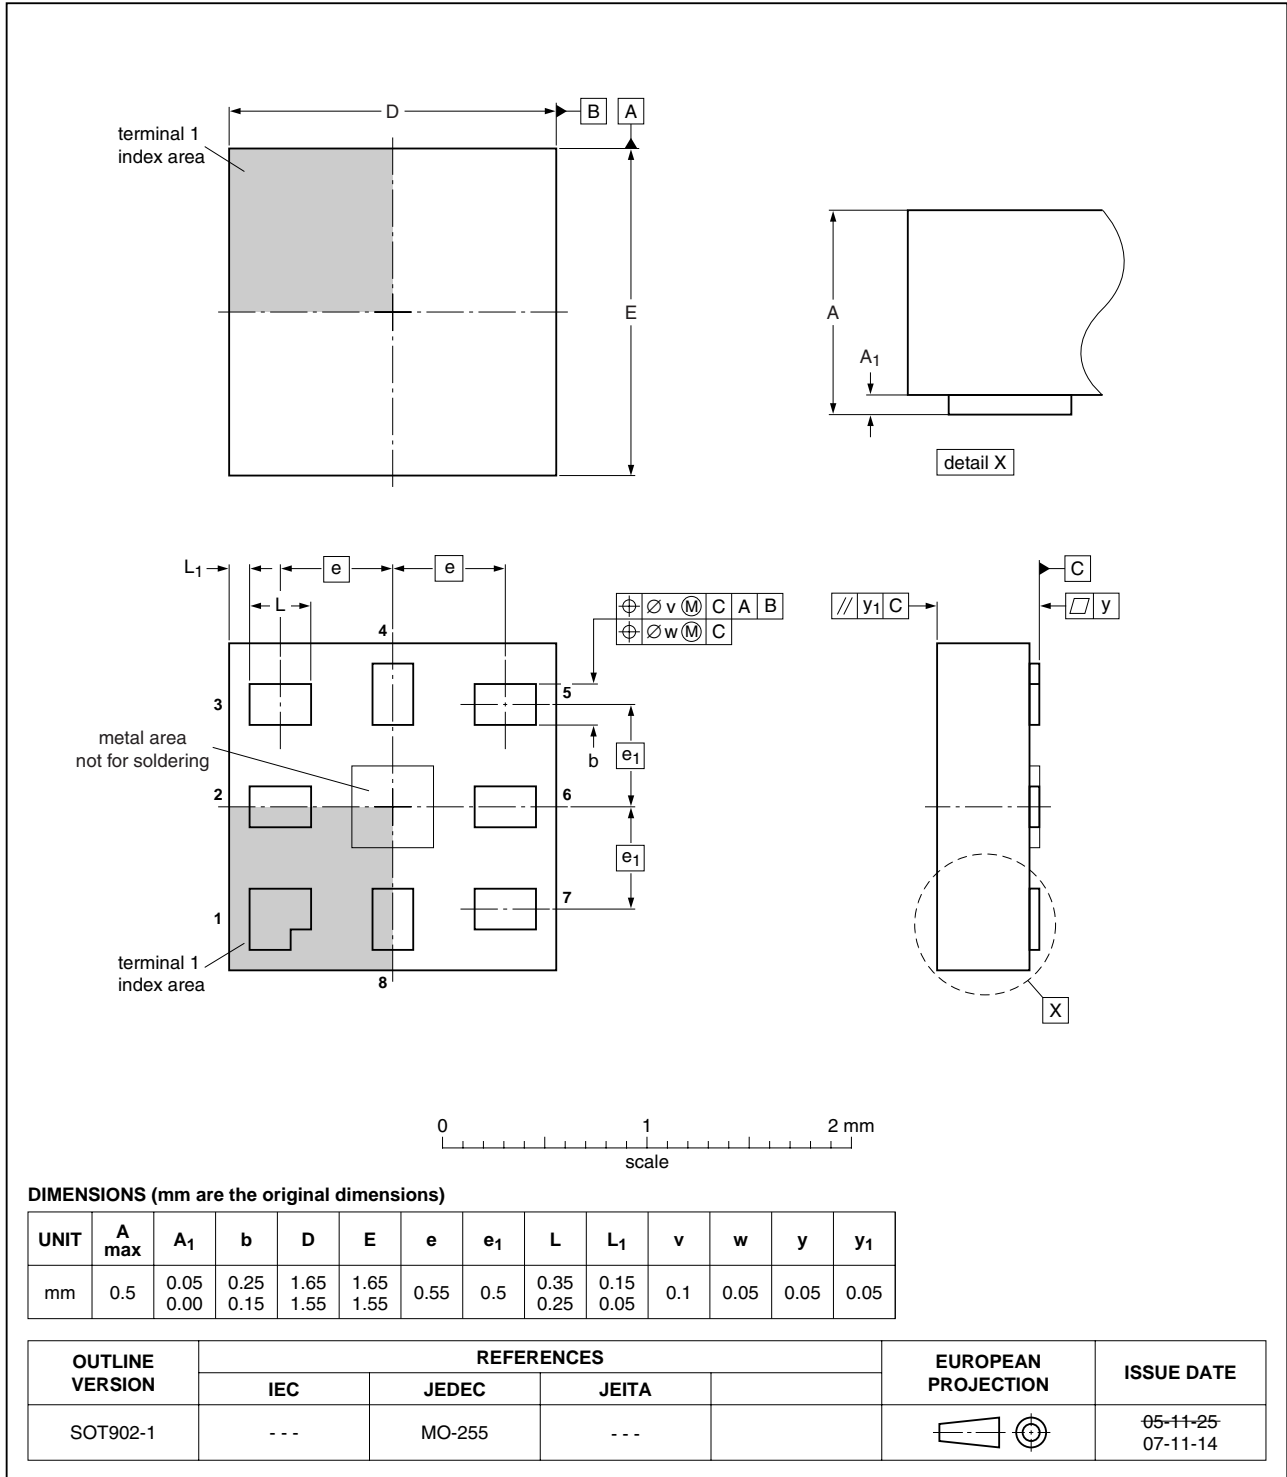 D
B
A
terminal 1
index area
E
A
A1
detail X
L1
e
e
L
C
⌖ ∅ v Ⓜ C A B
⌖ ∅ w Ⓜ C
// y1 C
⏥ y
4
3
5
metal area
not for soldering
b
e1
2
6
e1
1
7
terminal 1
index area
8
X
0 1 2 mm
scale
DIMENSIONS (mm are the original dimensions)
UNIT A max A1 b D E e e1 L L1 v w y y1
mm 0.5 0.05 0.00 0.25 0.15 1.65 1.55 1.65 1.55 0.55 0.5 0.35 0.25 0.15 0.05 0.1 0.05 0.05 0.05
OUTLINE VERSION REFERENCES EUROPEAN PROJECTION ISSUE DATE
IEC JEDEC JEITA
SOT902-1 - - - MO-255 - - - 05-11-25
07-11-14